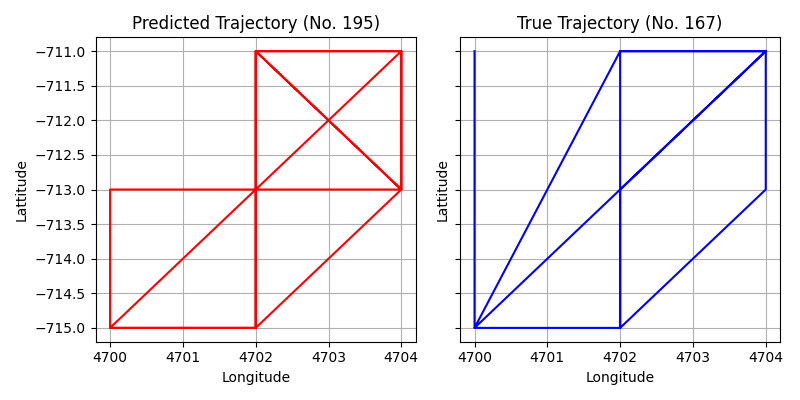 Predicted Trajectory (No. 195)
True Trajectory (No. 167)
Lattitude
−711.0
−711.5
−712.0
−712.5
−713.0
−713.5
−714.0
−714.5
−715.0
4700 4701 4702 4703 4704
Longitude
Lattitude
4700 4701 4702 4703 4704
Longitude